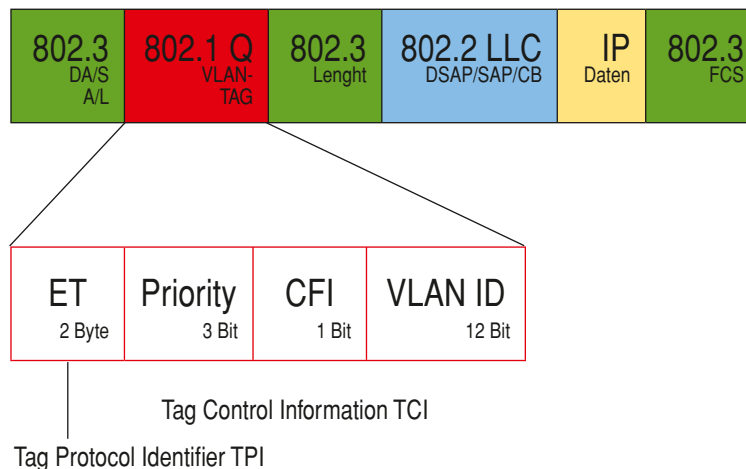 802.3
DA/S
A/L
802.1 Q
VLAN-
TAG
802.3
Lenght
802.2 LLC
DSAP/SAP/CB
IP
Daten
802.3
FCS
ET
2 Byte
Priority
3 Bit
CFI
1 Bit
VLAN ID
12 Bit
Tag Control Information TCI
Tag Protocol Identifier TPI